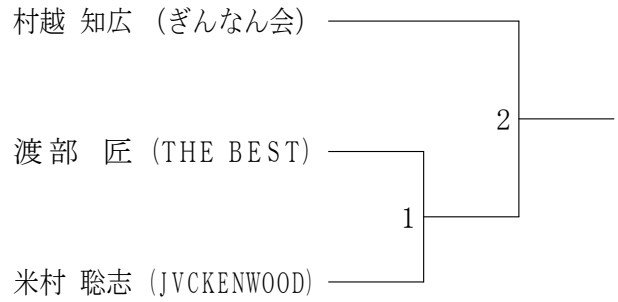 村越 知広 (ぎんなん会)
2
渡部 匠 (THE BEST)
1
米村 聡志 (JVCKENWOOD)